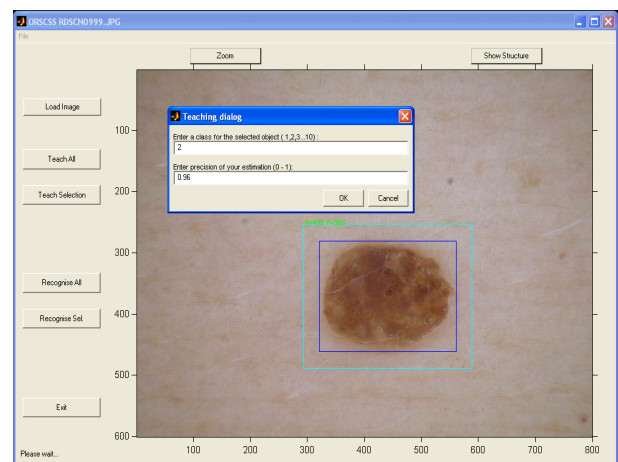 ORSCSS RDSCN0999.JPG
File
Zoom
Show Structure
Load Image
Teach All
Teach Selection
Recognise All
Recognise Sel.
Exit
Please wait...
Teaching dialog
Enter a class for the selected object ( 1,2,3...10) :
2
Enter precision of your estimation (0 - 1):
0.96
OK
Cancel
100
200
300
400
500
600
100 200 300 400 500 600 700 800